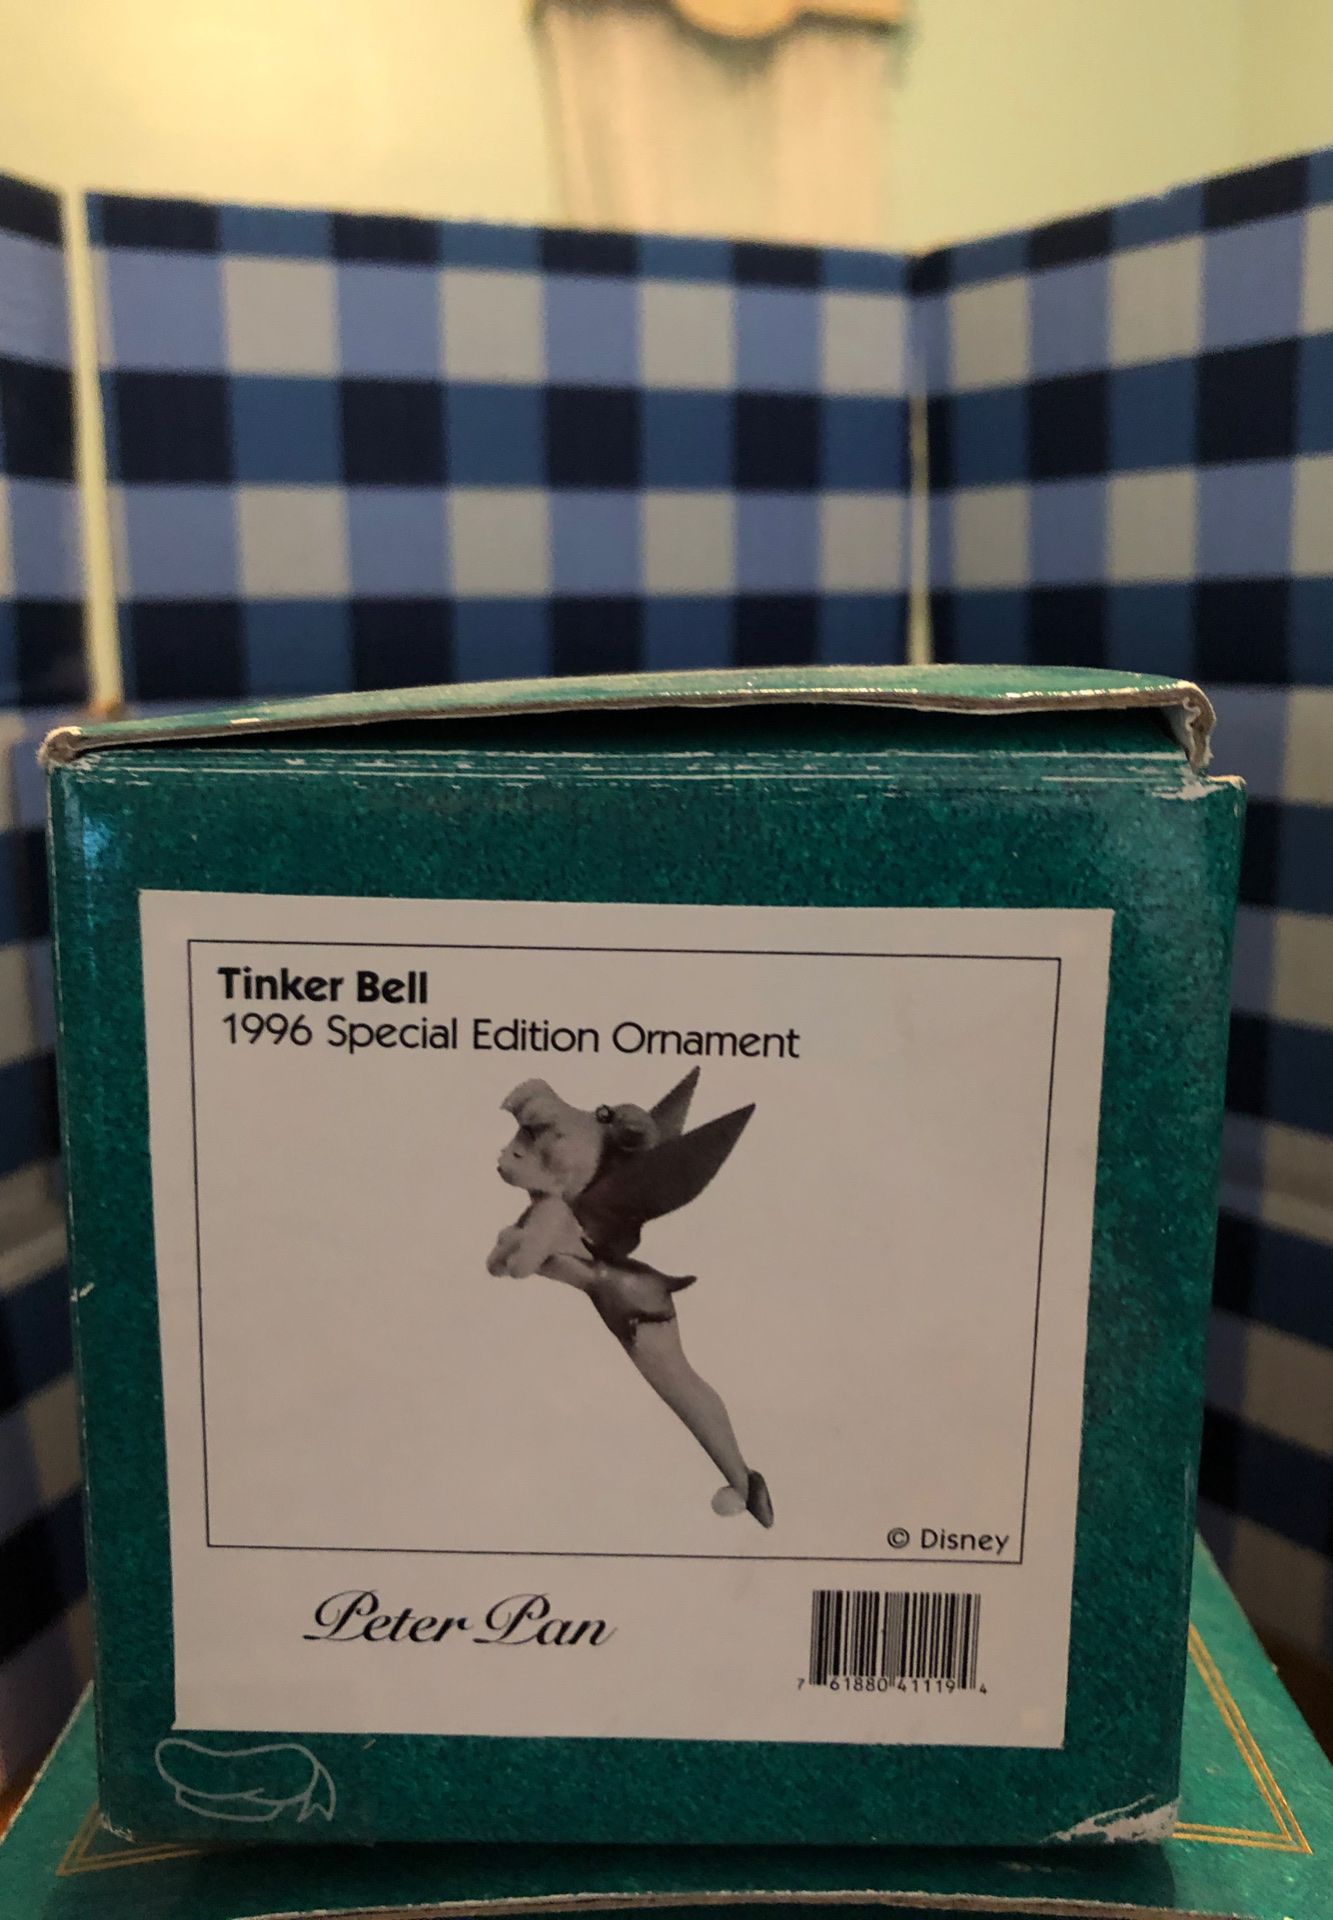 Tinker Bell
1996 Special Edition Ornament
© Disney
Peter Pan
7 61880 41119 4